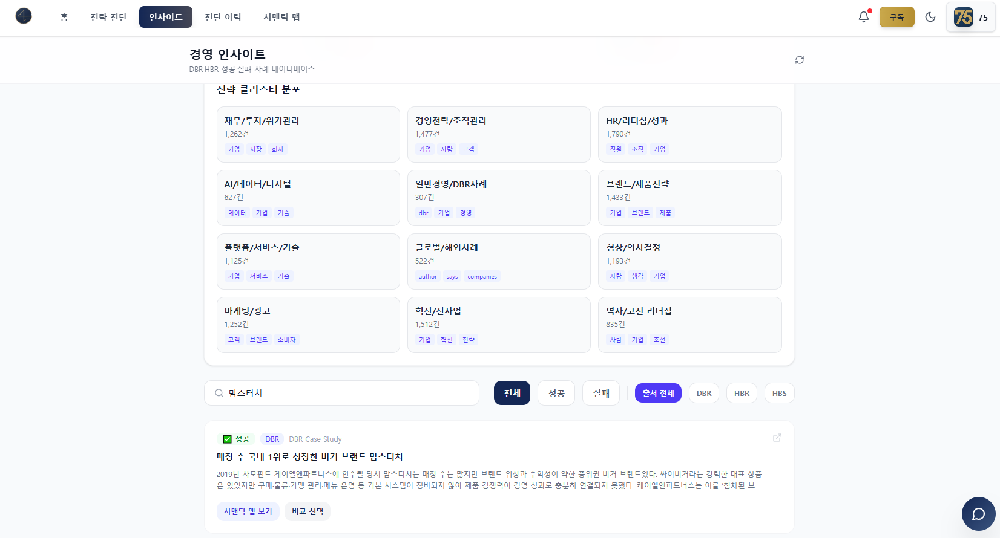 홈
전략 진단
인사이트
진단 이력
시맨틱 맵
구독
75
75
경영 인사이트
DBR·HBR 성공·실패 사례 데이터베이스
전략 클러스터 분포
재무/투자/위기관리
1,262건
기업 시장 회사
경영전략/조직관리
1,477건
기업 사람 고객
HR/리더십/성과
1,790건
직원 조직 기업
AI/데이터/디지털
627건
데이터 기업 기술
일반경영/DBR사례
307건
dbr 기업 경영
브랜드/제품전략
1,433건
기업 브랜드 제품
플랫폼/서비스/기술
1,125건
기업 서비스 기술
글로벌/해외사례
522건
author says companies
협상/의사결정
1,193건
사람 생각 기업
마케팅/광고
1,252건
고객 브랜드 소비자
혁신/신사업
1,512건
기업 혁신 전략
역사/고전 리더십
835건
사람 기업 조선
맘스터치
전체
성공
실패
출처 전체
DBR
HBR
HBS
✅ 성공 DBR DBR Case Study
매장 수 국내 1위로 성장한 버거 브랜드 맘스터치
2019년 사모펀드 케이엘앤파트너스에 인수될 당시 맘스터치는 매장 수는 많지만 브랜드 위상과 수익성이 약한 중위권 버거 브랜드였다. 싸이버거라는 강력한 대표 상품
은 있었지만 구매·물류·가맹 관리·메뉴 운영 등 기본 시스템이 정비되지 않아 제품 경쟁력이 경영 성과로 충분히 연결되지 못했다. 케이엘앤파트너스는 이를 '침체된 브...
시맨틱 맵 보기
비교 선택